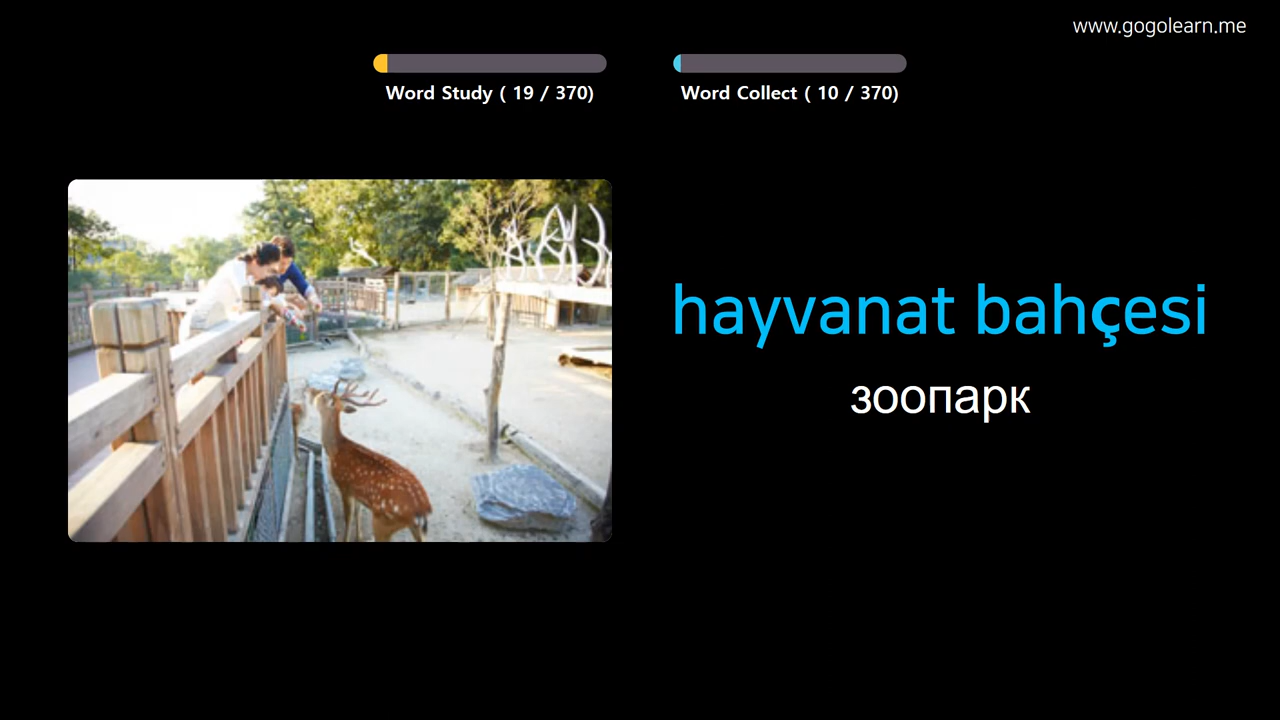 www.gogolearn.me
Word Study ( 19 / 370)
Word Collect ( 10 / 370)
hayvanat bahçesi
зоопарк